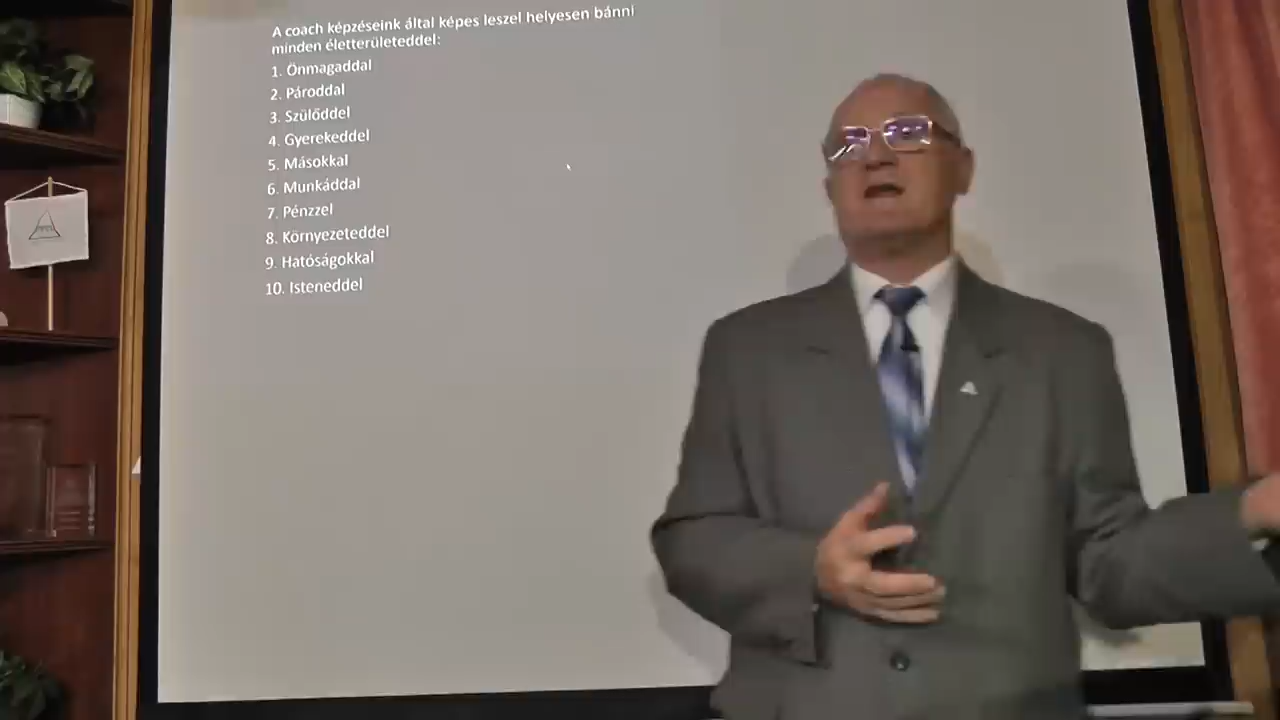 A coach képzéseink által képes leszel helyesen bánni
minden életterületeddel:
1. Önmagaddal
2. Pároddal
3. Szülőddel
4. Gyerekeddel
5. Másokkal
6. Munkáddal
7. Pénzzel
8. Környezeteddel
9. Hatóságokkal
10. Isteneddel